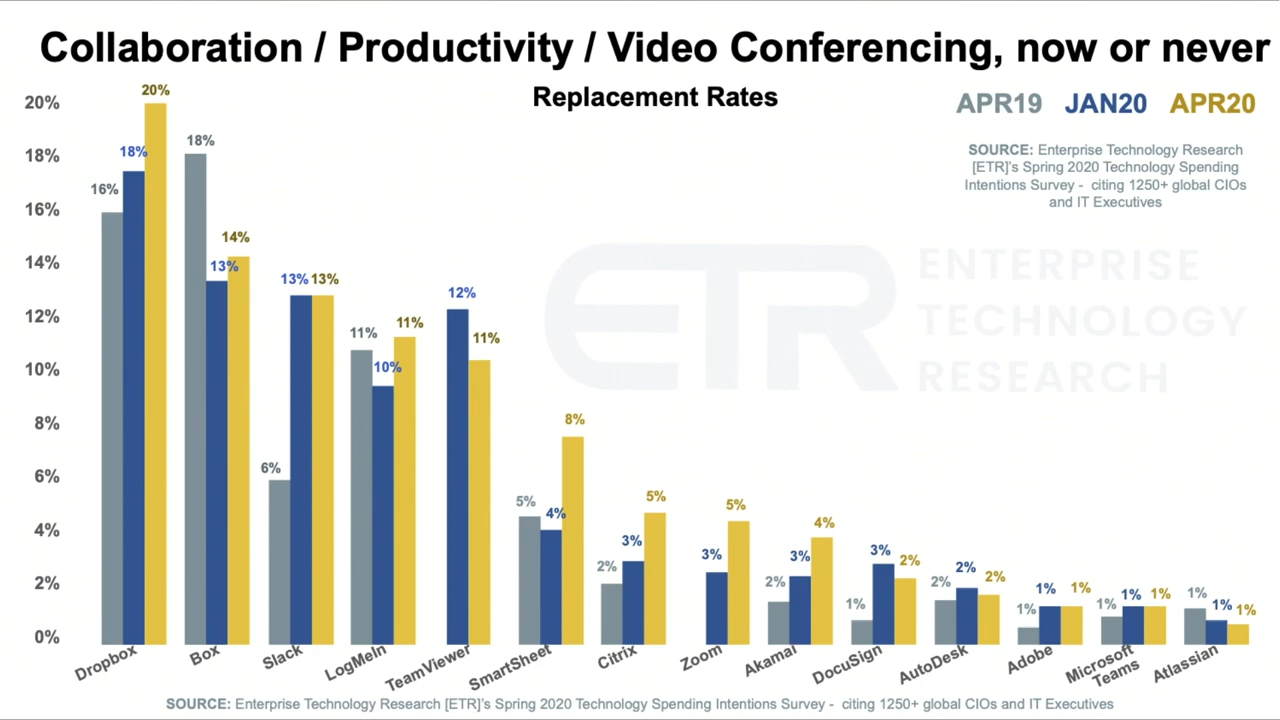 Collaboration / Productivity / Video Conferencing, now or never
Replacement Rates
APR19 JAN20 APR20
SOURCE: Enterprise Technology Research
[ETR]'s Spring 2020 Technology Spending
Intentions Survey - citing 1250+ global CIOs
and IT Executives
ETR ENTERPRISE
TECHNOLOGY
RESEARCH
20%
18%
16%
14%
12%
10%
8%
6%
4%
2%
0%
16% 18% 20%
18% 13% 14%
6% 13% 13%
11% 10% 11%
12% 11%
5% 4% 8%
2% 3% 5%
3% 5%
2% 3% 4%
1% 3% 2%
2% 2% 2%
1% 1% 1%
1% 1% 1%
1% 1% 1%
Dropbox
Box
Slack
LogMeIn
TeamViewer
SmartSheet
Citrix
Zoom
Akamai
DocuSign
AutoDesk
Adobe
Microsoft
Teams
Atlassian
SOURCE: Enterprise Technology Research [ETR]'s Spring 2020 Technology Spending Intentions Survey - citing 1250+ global CIOs and IT Executives